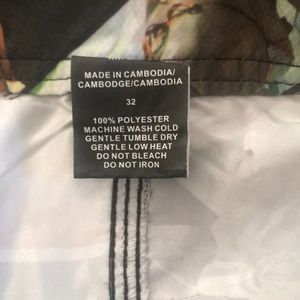 MADE IN CAMBODIA/
CAMBODGE/CAMBODIA
32
100% POLYESTER
MACHINE WASH COLD
GENTLE TUMBLE DRY
GENTLE LOW HEAT
DO NOT BLEACH
DO NOT IRON